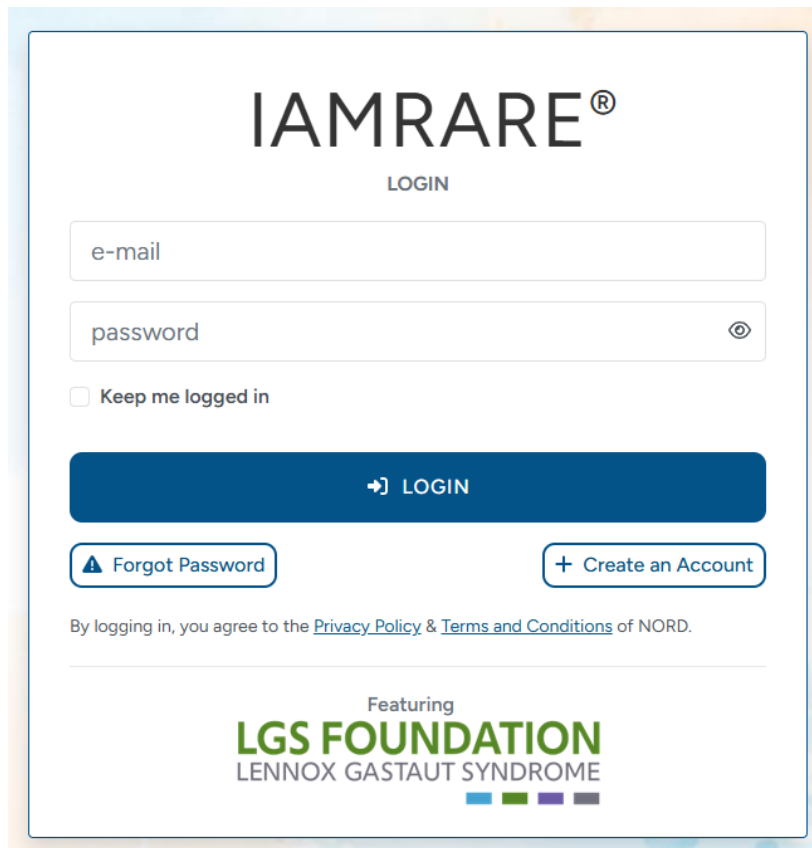 IAMRARE®
LOGIN
e-mail
password
Keep me logged in
LOGIN
Forgot Password
Create an Account
By logging in, you agree to the Privacy Policy & Terms and Conditions of NORD.
Featuring
LGS FOUNDATION
LENNOX GASTAUT SYNDROME